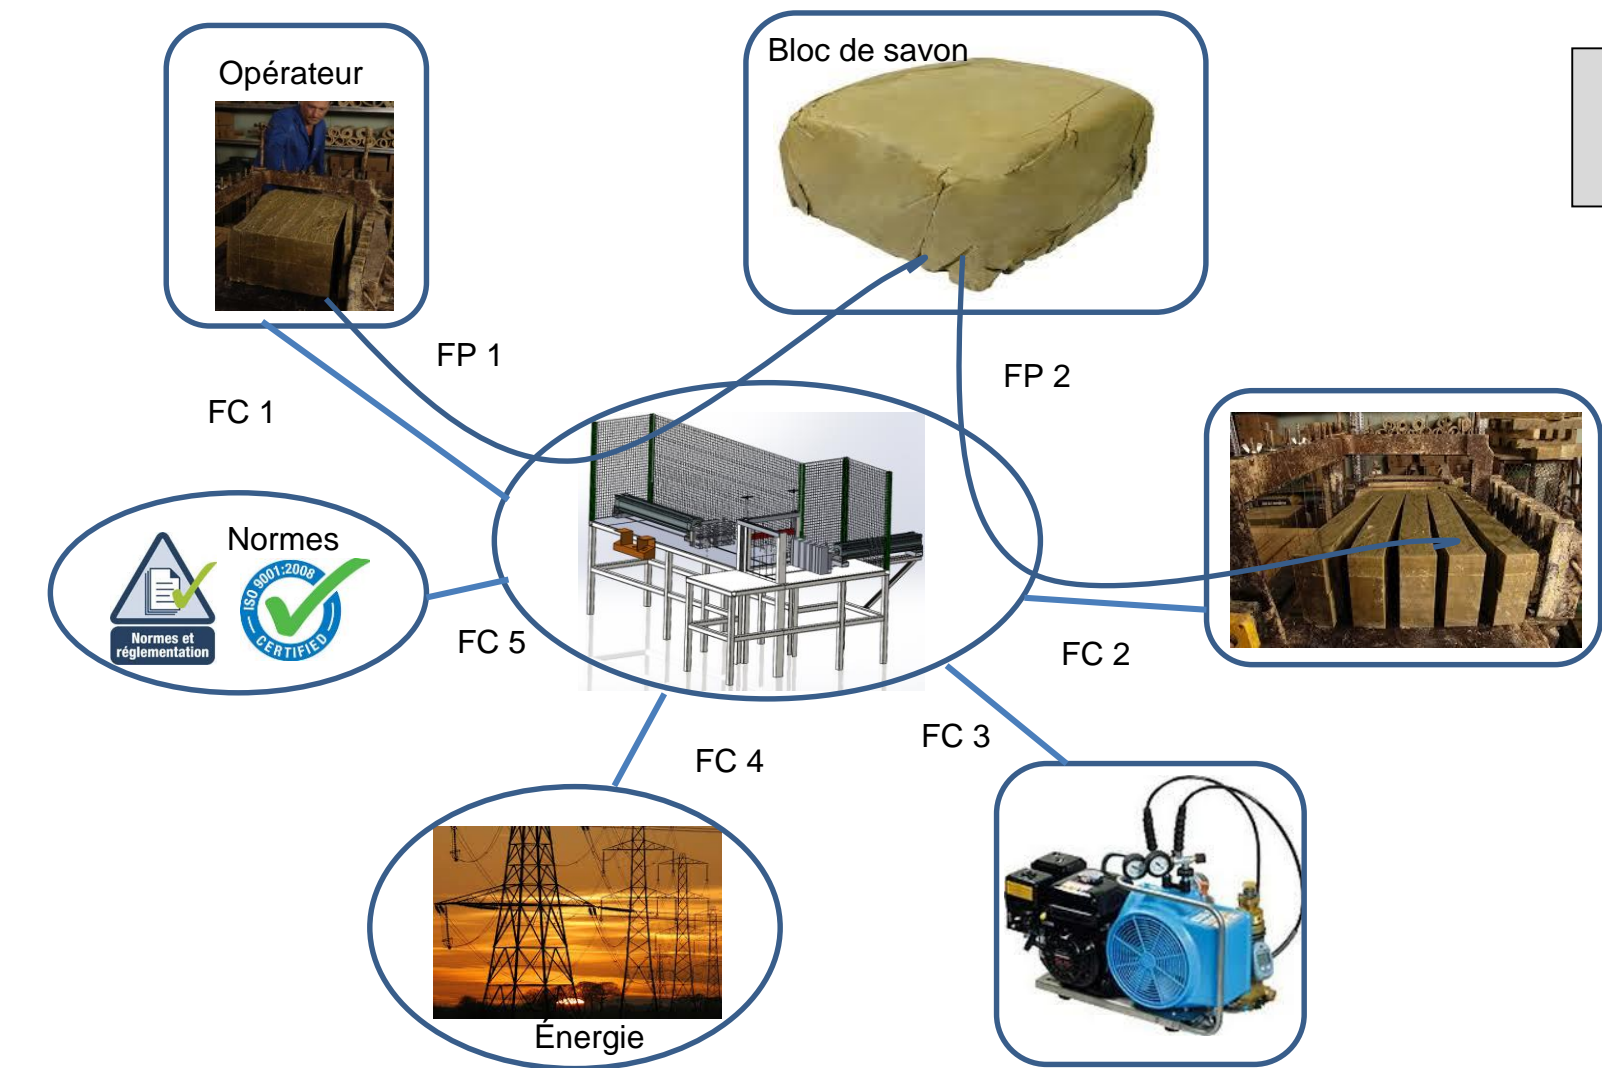 Opérateur
Bloc de savon
FP 1
FP 2
FC 1
Normes
ISO 9001:2008
CERTIFIED
Normes et
réglementation
FC 5
FC 2
FC 3
FC 4
Énergie